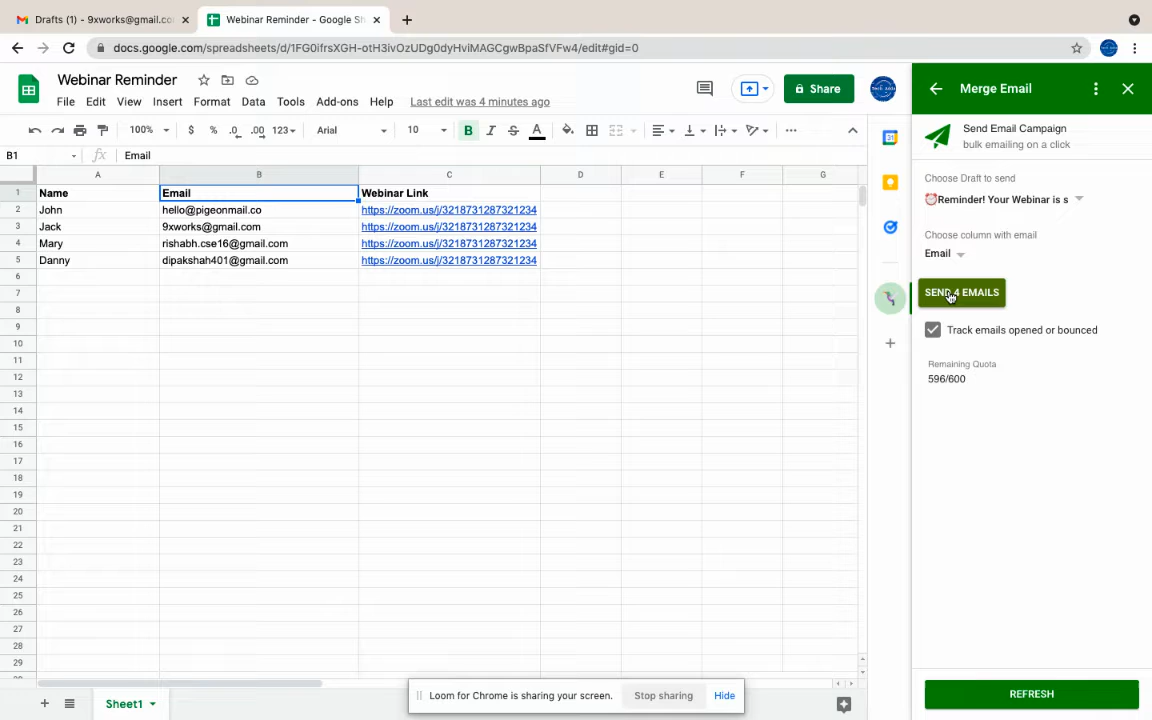 Drafts (1) - 9xworks@gmail.co
Webinar Reminder - Google Sh
docs.google.com/spreadsheets/d/1FG0ifrsXGH-otH3ivOzUDg0dyHviMAGCgwBpaSfVFw4/edit#gid=0
Webinar Reminder
File Edit View Insert Format Data Tools Add-ons Help Last edit was 4 minutes ago
Share
Merge Email
100% $ % .0 .00 123 Arial 10 B I S A
Send Email Campaign
bulk emailing on a click
B1 fx Email
A B C D E F G
Choose Draft to send
⏰Reminder! Your Webinar is s
1 Name Email Webinar Link
2 John hello@pigeonmail.co https://zoom.us/j/3218731287321234
3 Jack 9xworks@gmail.com https://zoom.us/j/3218731287321234
4 Mary rishabh.cse16@gmail.com https://zoom.us/j/3218731287321234
5 Danny dipakshah401@gmail.com https://zoom.us/j/3218731287321234
Choose column with email
Email
SEND 4 EMAILS
Track emails opened or bounced
Remaining Quota
596/600
6
7
8
9
10
11
12
13
14
15
16
17
18
19
20
21
22
23
24
25
26
27
28
29
Loom for Chrome is sharing your screen. Stop sharing Hide
Sheet1
REFRESH